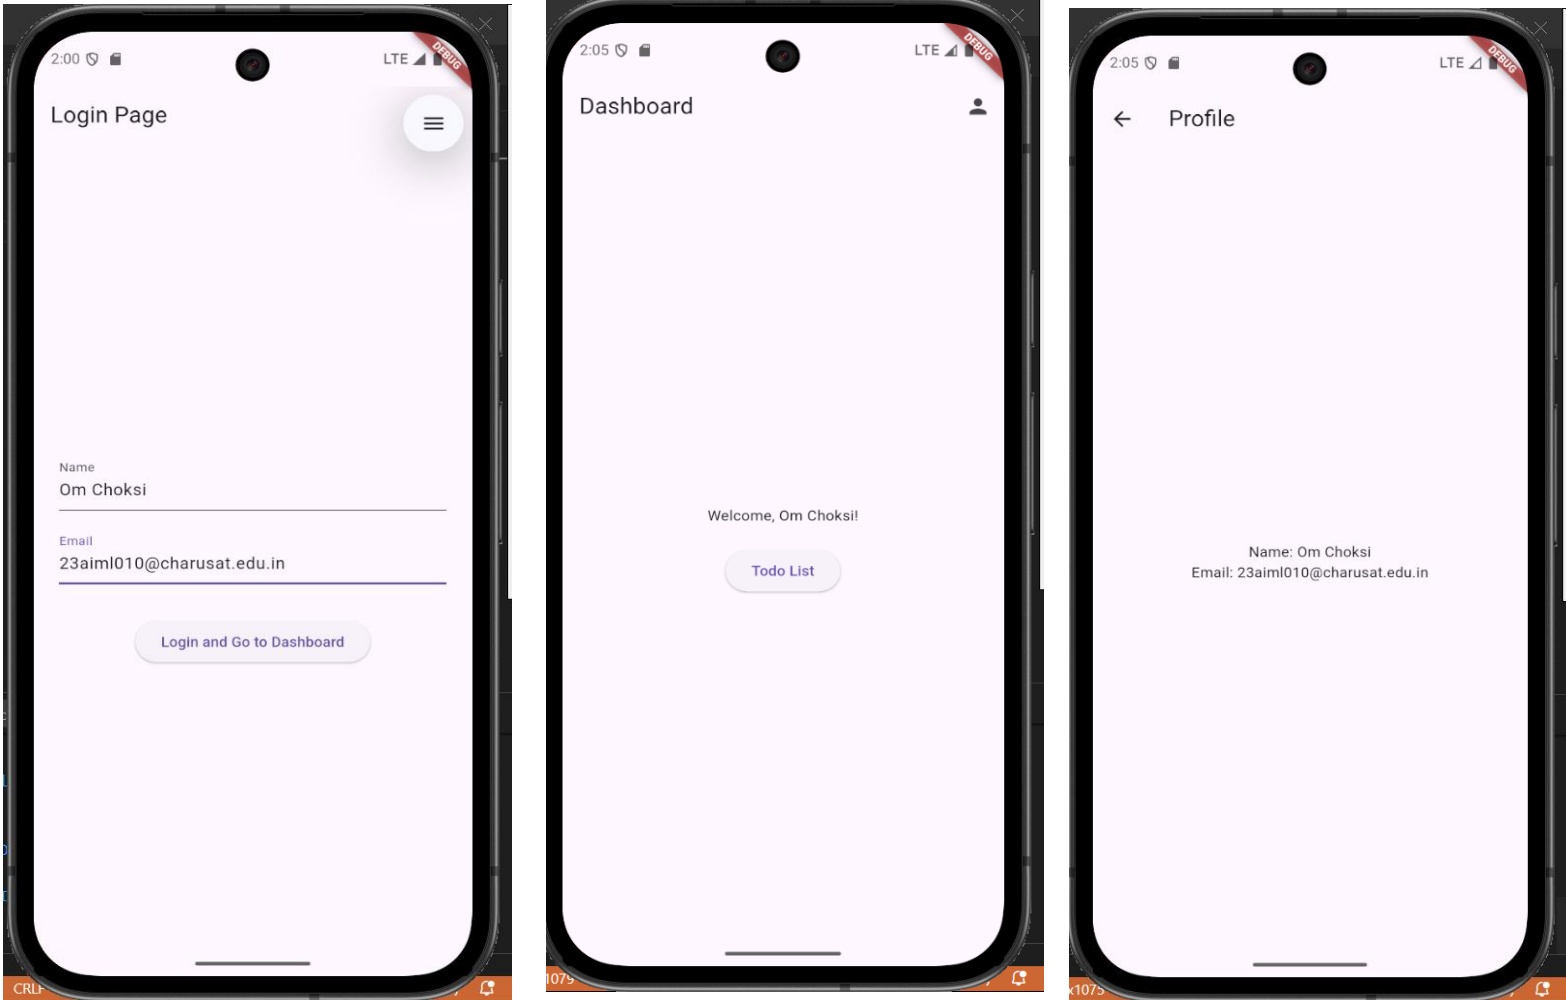 2:00
LTE
DEBUG
Login Page
Name
Om Choksi
Email
23aiml010@charusat.edu.in
Login and Go to Dashboard
CRLF
2:05
LTE
DEBUG
Dashboard
Welcome, Om Choksi!
Todo List
1079
2:05
LTE
DEBUG
Profile
Name: Om Choksi
Email: 23aiml010@charusat.edu.in
x1075